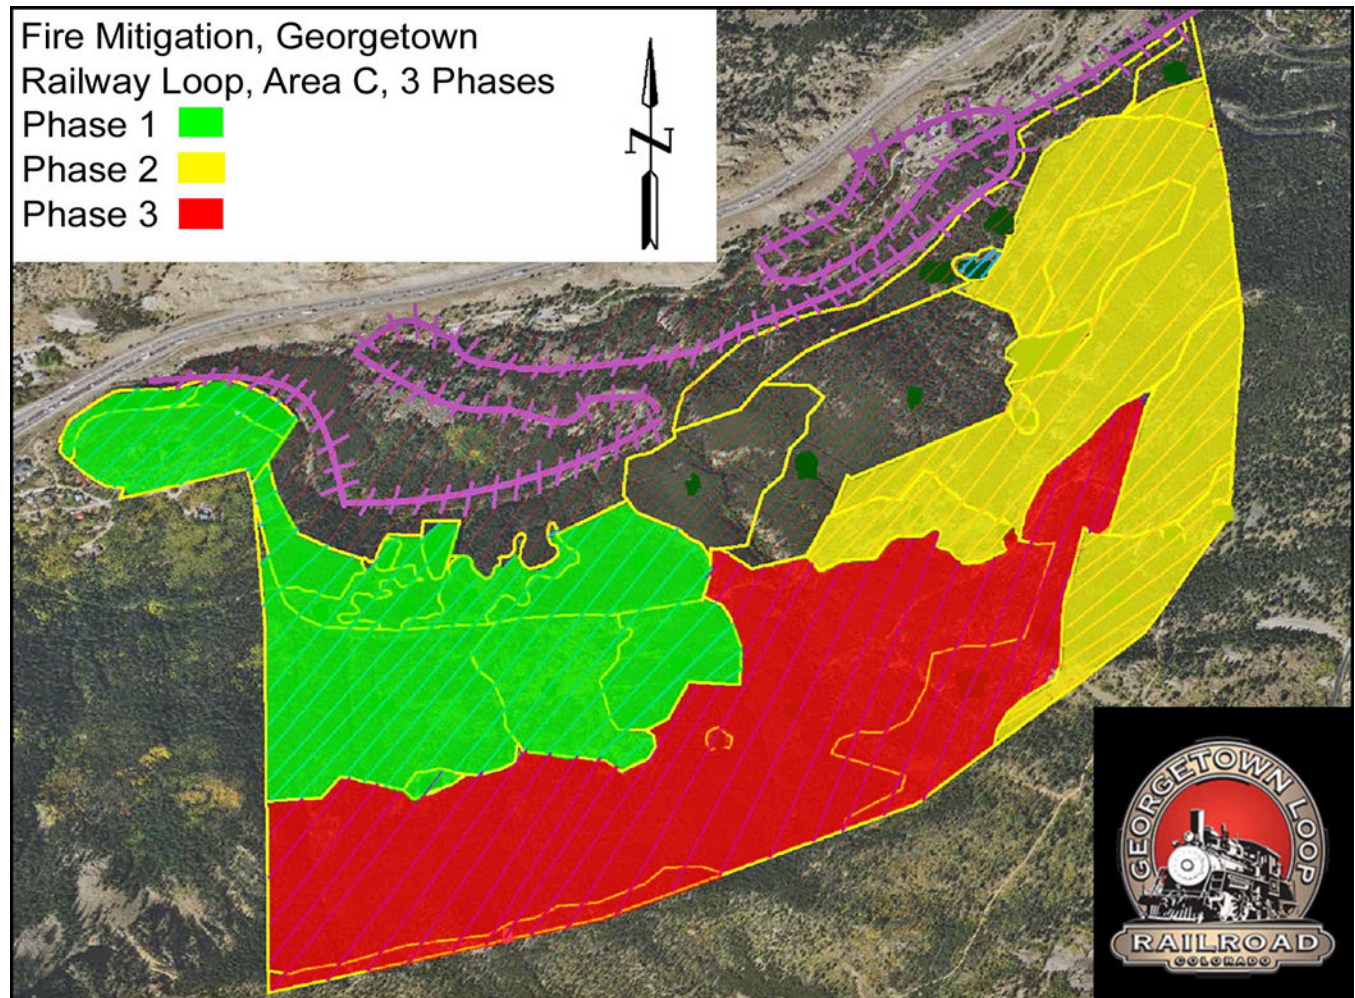 Fire Mitigation, Georgetown
Railway Loop, Area C, 3 Phases
Phase 1
Phase 2
Phase 3
N
GEORGETOWN LOOP
RAILROAD
COLORADO